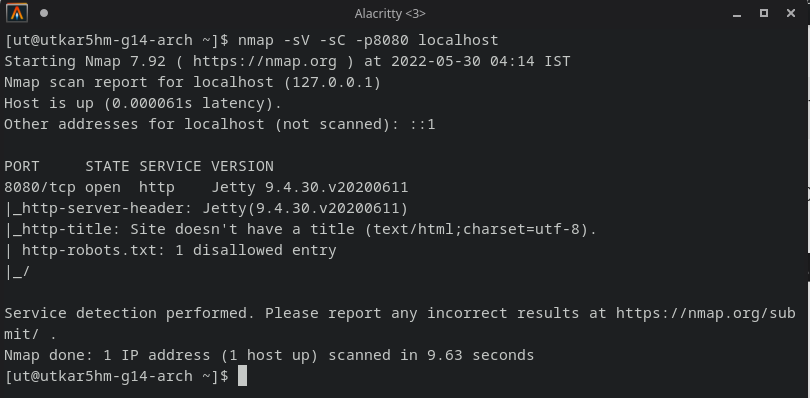 Alacritty <3>
[ut@utkar5hm-g14-arch ~]$ nmap -sV -sC -p8080 localhost
Starting Nmap 7.92 ( https://nmap.org ) at 2022-05-30 04:14 IST
Nmap scan report for localhost (127.0.0.1)
Host is up (0.000061s latency).
Other addresses for localhost (not scanned): ::1
PORT     STATE SERVICE VERSION
8080/tcp open  http    Jetty 9.4.30.v20200611
|_http-server-header: Jetty(9.4.30.v20200611)
|_http-title: Site doesn't have a title (text/html;charset=utf-8).
| http-robots.txt: 1 disallowed entry
|_/
Service detection performed. Please report any incorrect results at https://nmap.org/sub
mit/ .
Nmap done: 1 IP address (1 host up) scanned in 9.63 seconds
[ut@utkar5hm-g14-arch ~]$